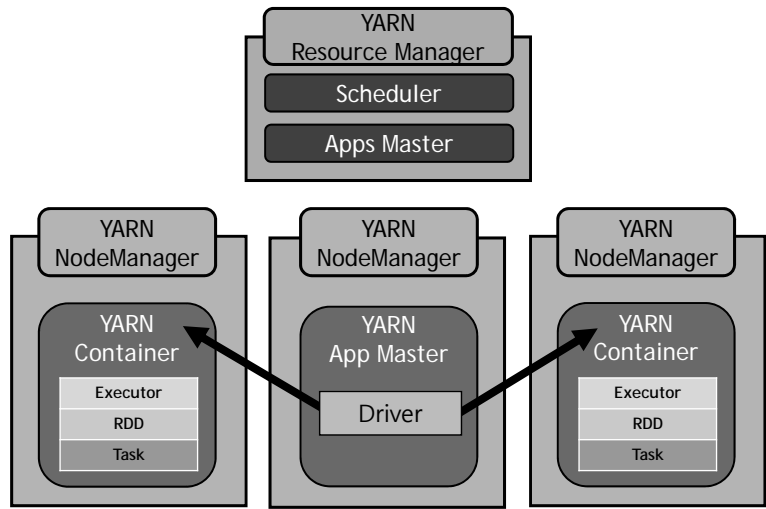 YARN
Resource Manager
Scheduler
Apps Master
YARN
NodeManager
YARN
Container
Executor
RDD
Task
YARN
NodeManager
YARN
App Master
Driver
YARN
NodeManager
YARN
Container
Executor
RDD
Task